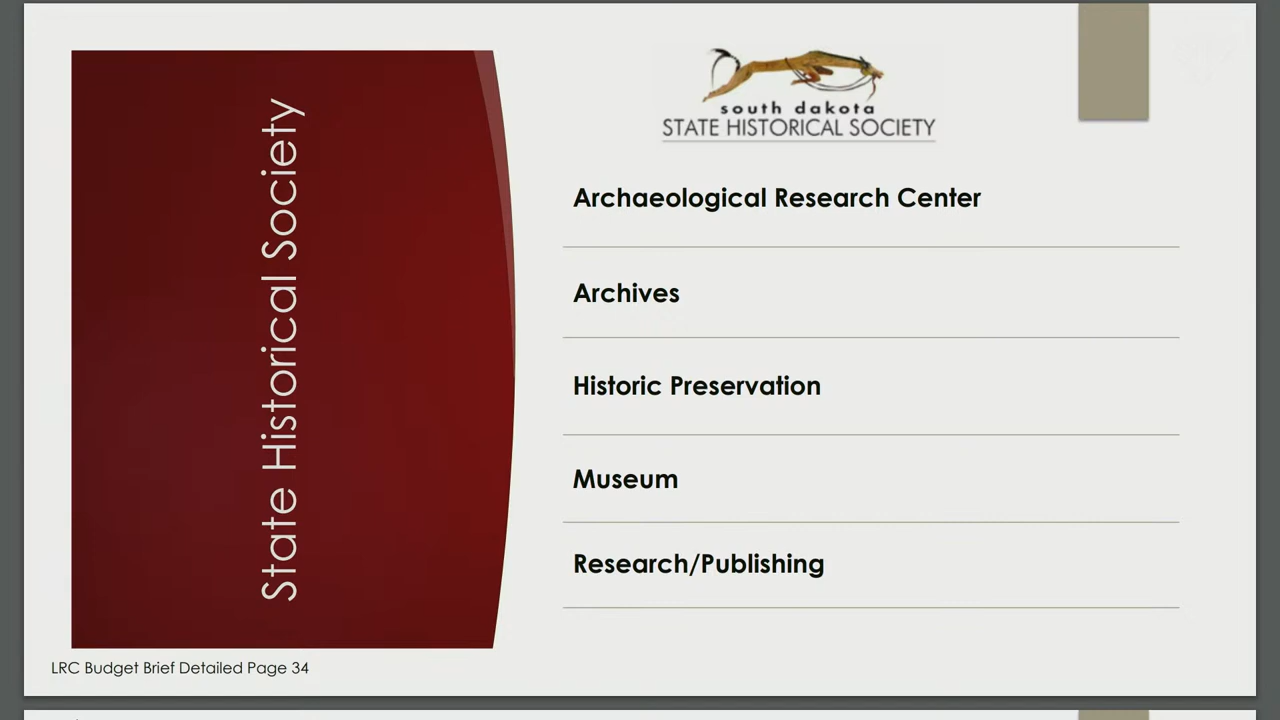 State Historical Society
south dakota
STATE HISTORICAL SOCIETY
Archaeological Research Center
Archives
Historic Preservation
Museum
Research/Publishing
LRC Budget Brief Detailed Page 34